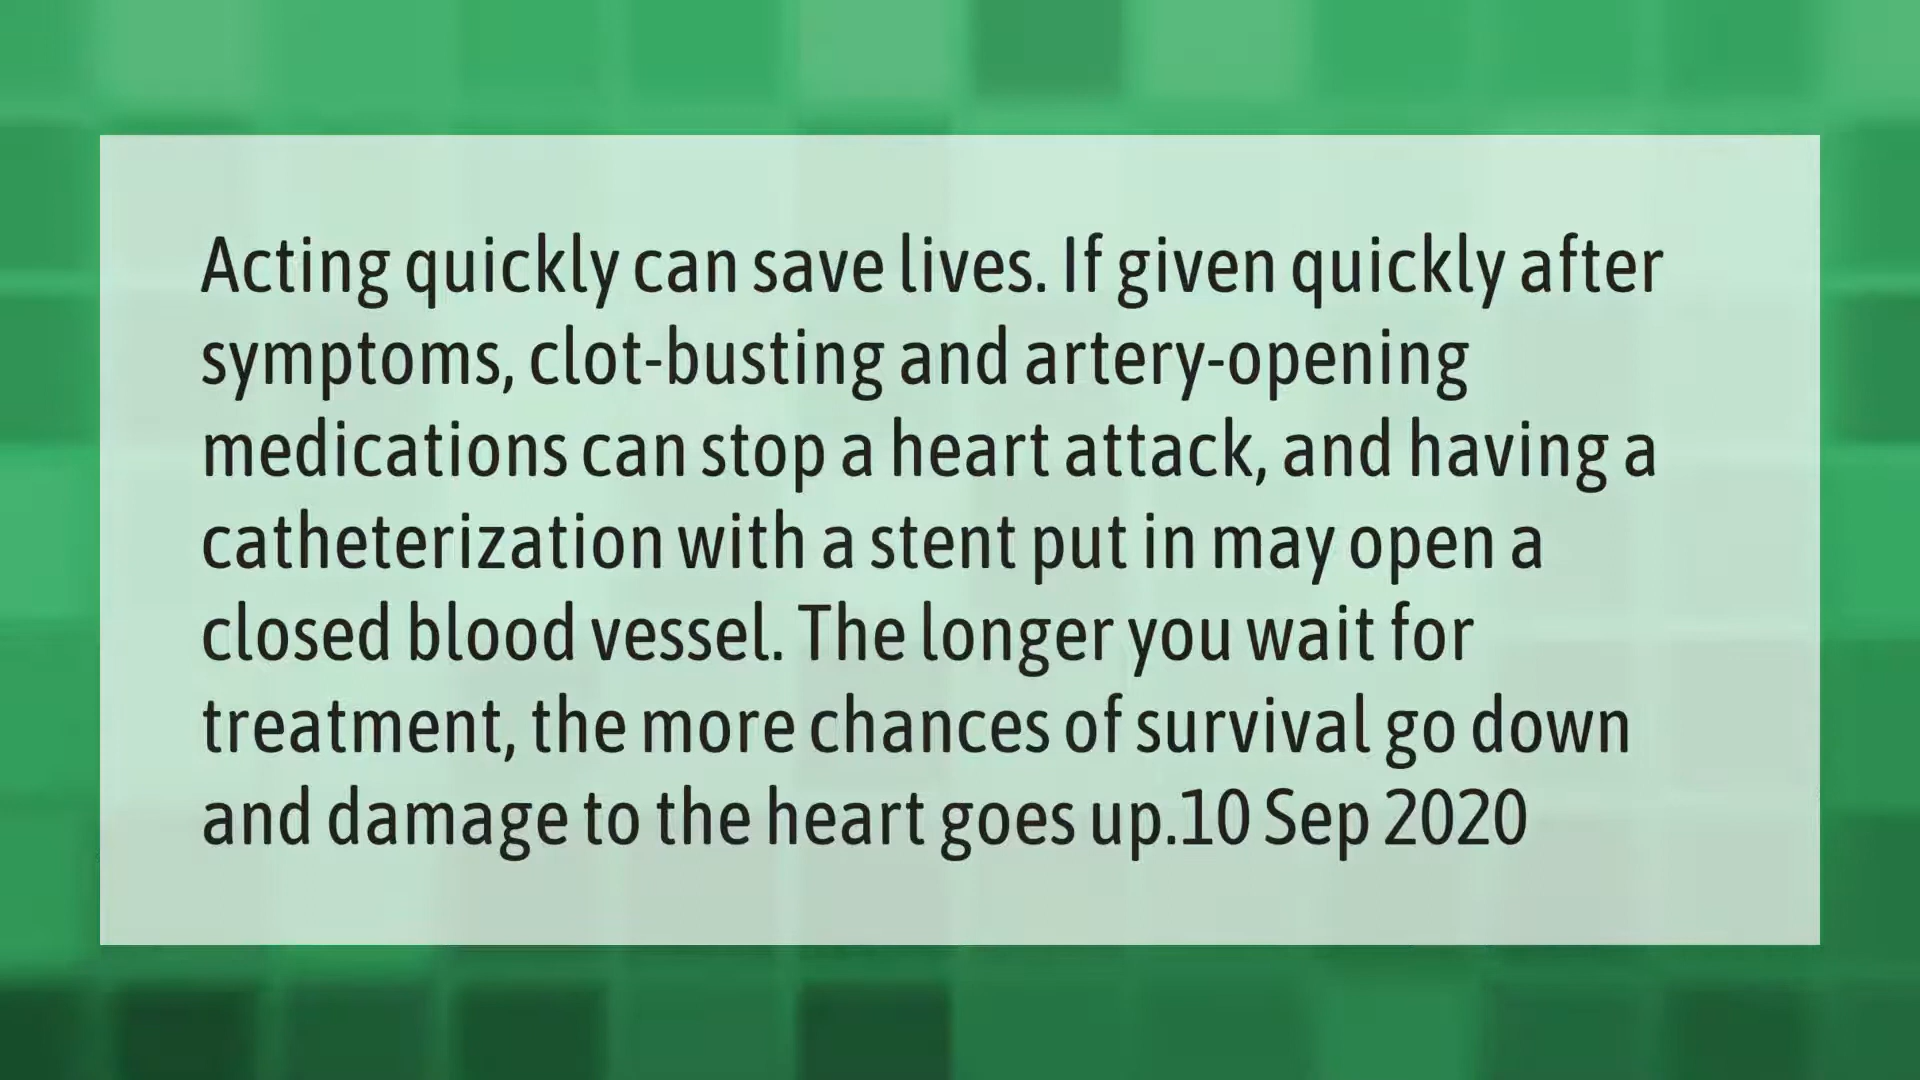 Acting quickly can save lives. If given quickly after
symptoms, clot-busting and artery-opening
medications can stop a heart attack, and having a
catheterization with a stent put in may open a
closed blood vessel. The longer you wait for
treatment, the more chances of survival go down
and damage to the heart goes up.10 Sep 2020